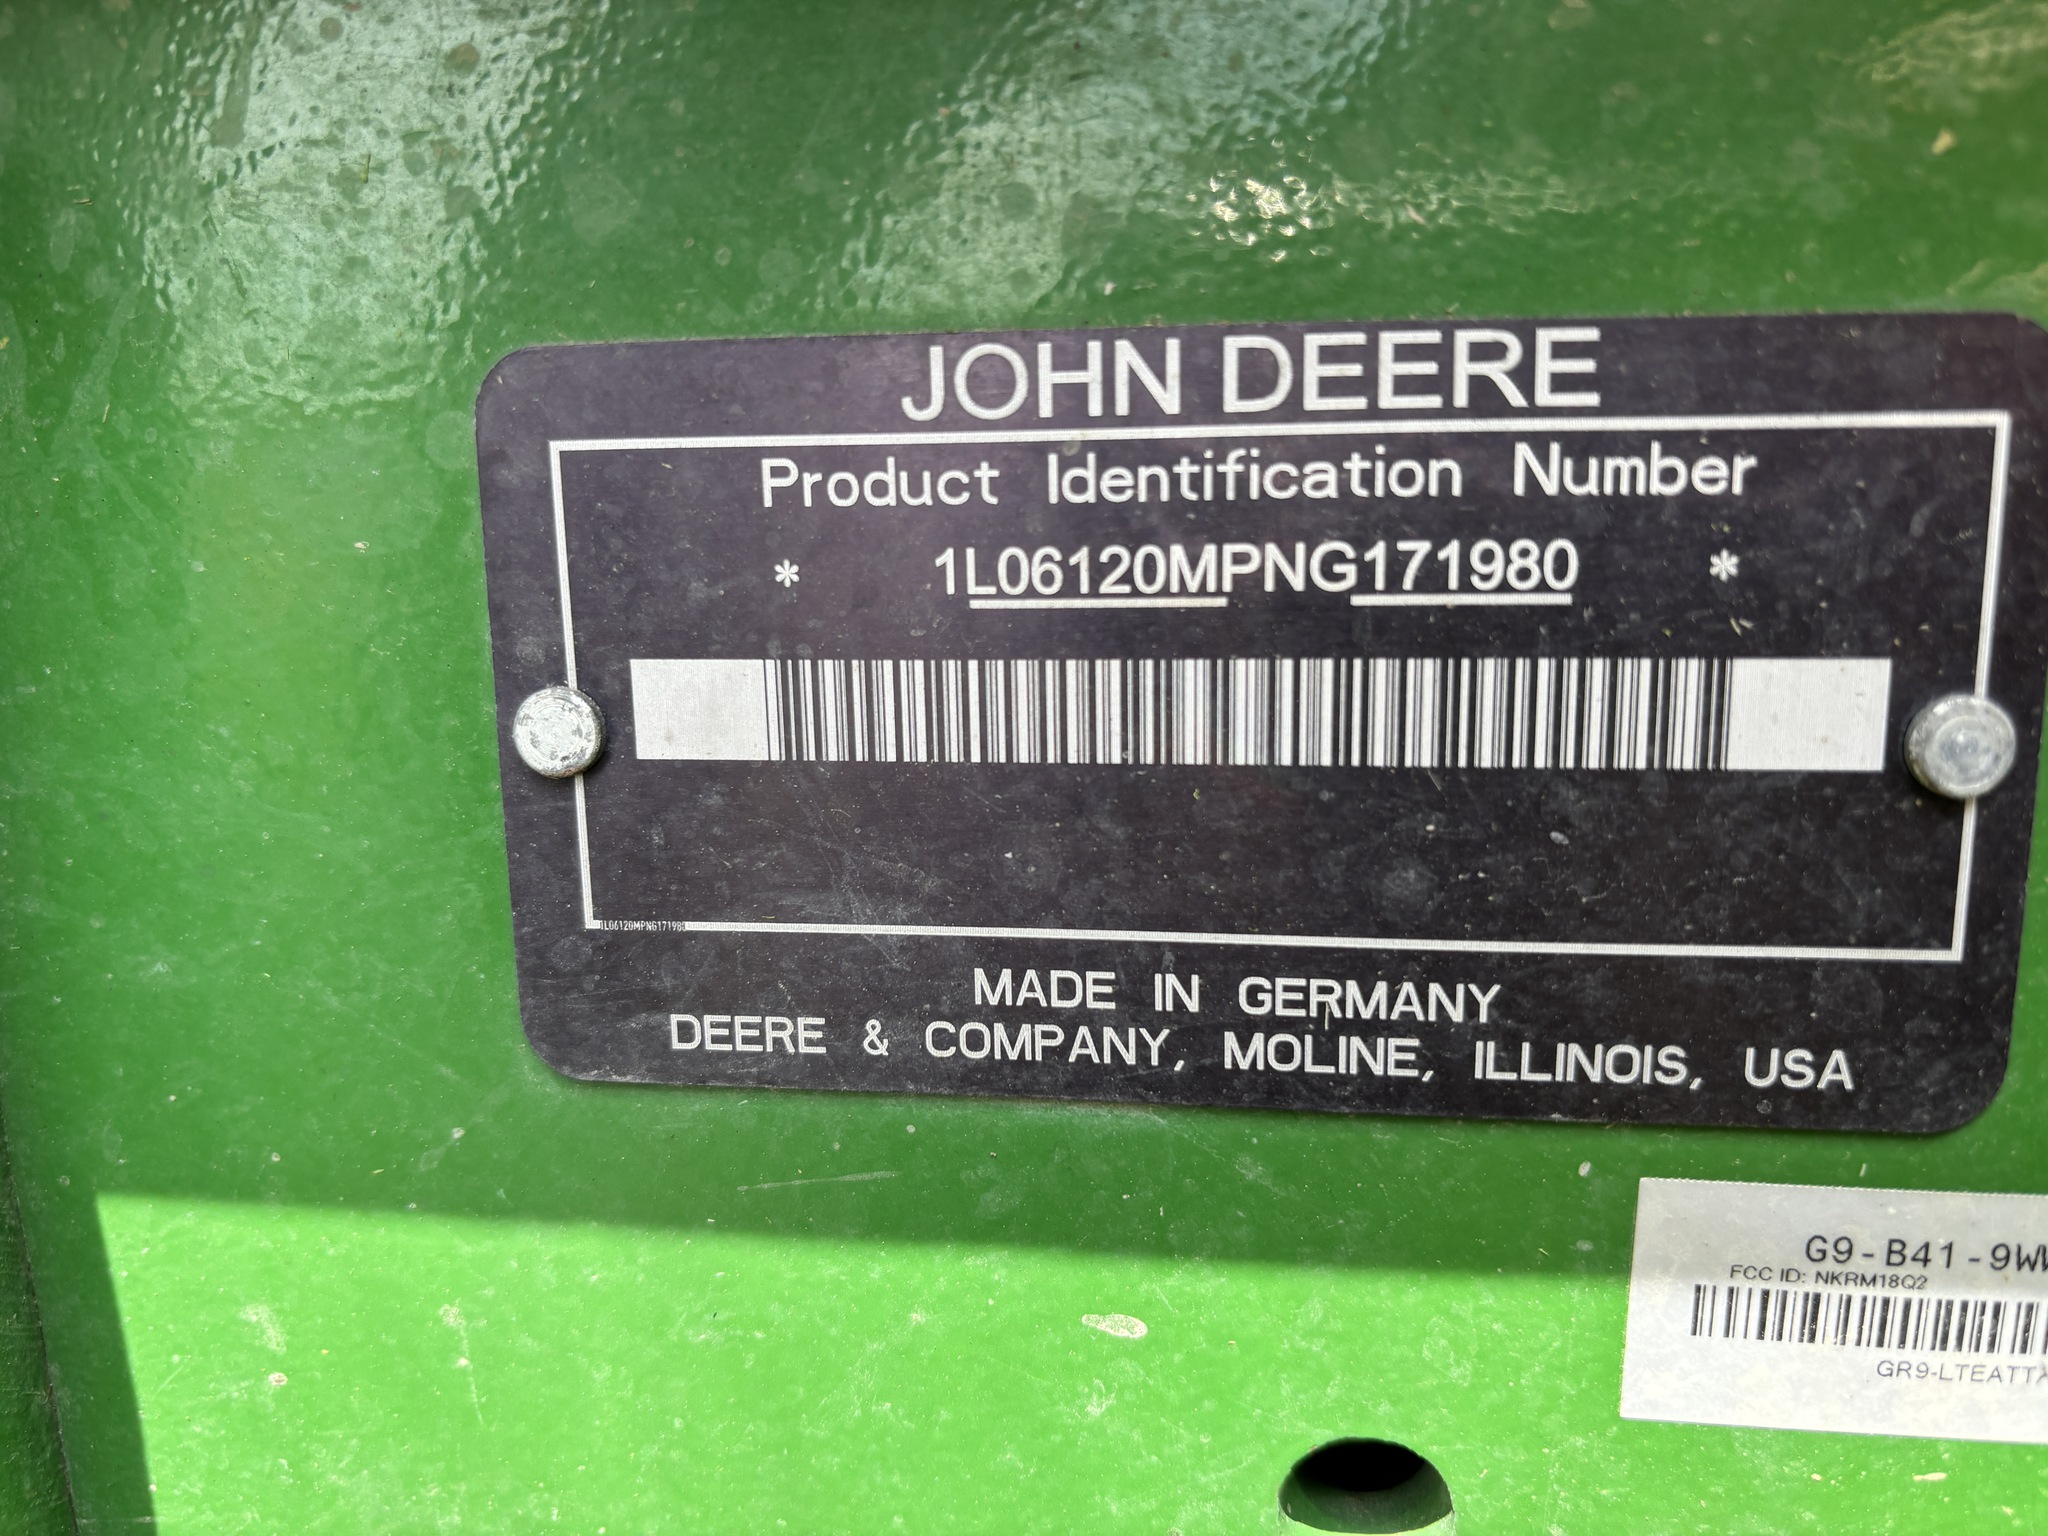 JOHN DEERE
Product Identification Number
* 1L06120MPNG171980 *
1L06120MPNG171980
MADE IN GERMANY
DEERE & COMPANY, MOLINE, ILLINOIS, USA
G9-B41-9W
FCC ID: NKRM18Q2
GR9-LTEATT